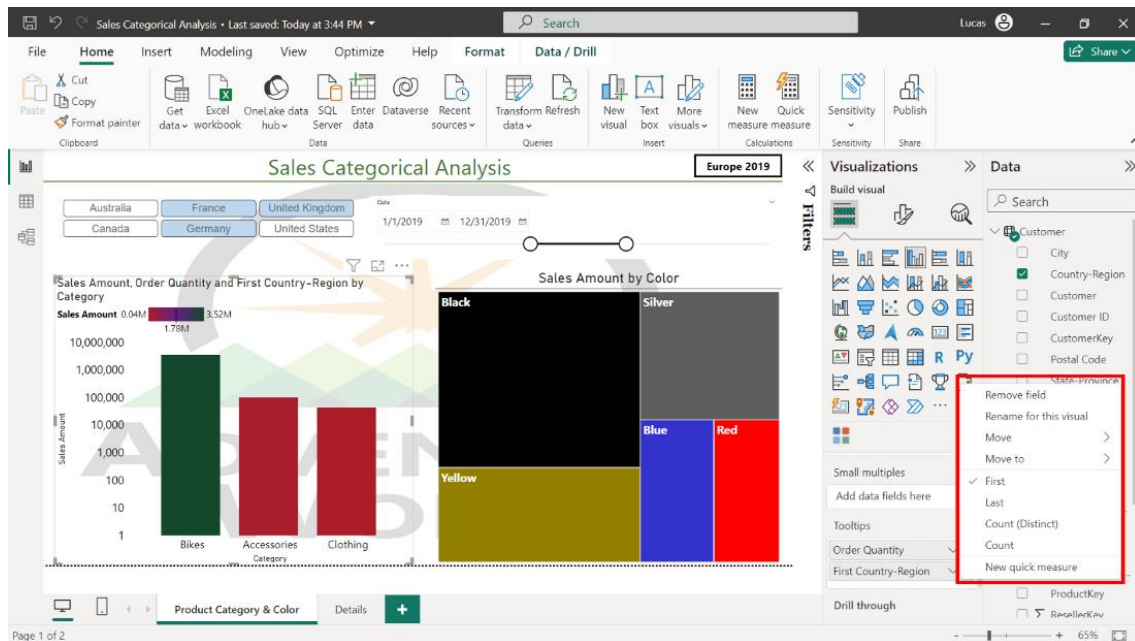 Sales Categorical Analysis • Last saved: Today at 3:44 PM
Search
Lucas
File Home Insert Modeling View Optimize Help Format Data / Drill
Share
Paste
Cut
Copy
Format painter
Clipboard
Get data
Excel workbook
OneLake data hub
SQL Server
Enter data
Dataverse
Recent sources
Data
Transform data
Refresh
Queries
New visual
Text box
More visuals
Insert
New measure
Quick measure
Calculations
Sensitivity
Sensitivity
Publish
Share
Sales Categorical Analysis
Europe 2019
Australia France United Kingdom
Canada Germany United States
Date
1/1/2019 12/31/2019
Filters
Sales Amount, Order Quantity and First Country-Region by
Category
Sales Amount 0.04M 3.52M
1.78M
10,000,000
1,000,000
100,000
10,000
1,000
100
10
1
Sales Amount
Bikes Accessories Clothing
Category
Sales Amount by Color
Black
Silver
Blue
Red
Yellow
ADVEN
WO
Visualizations
Build visual
123
R Py
Small multiples
Add data fields here
Tooltips
Order Quantity
First Country-Region
Drill through
Data
Search
Customer
City
Country-Region
Customer
Customer ID
CustomerKey
Postal Code
State-Province
Remove field
Rename for this visual
Move
Move to
First
Last
Count (Distinct)
Count
New quick measure
ProductKey
ResellerKey
Product Category & Color Details
Page 1 of 2
65%